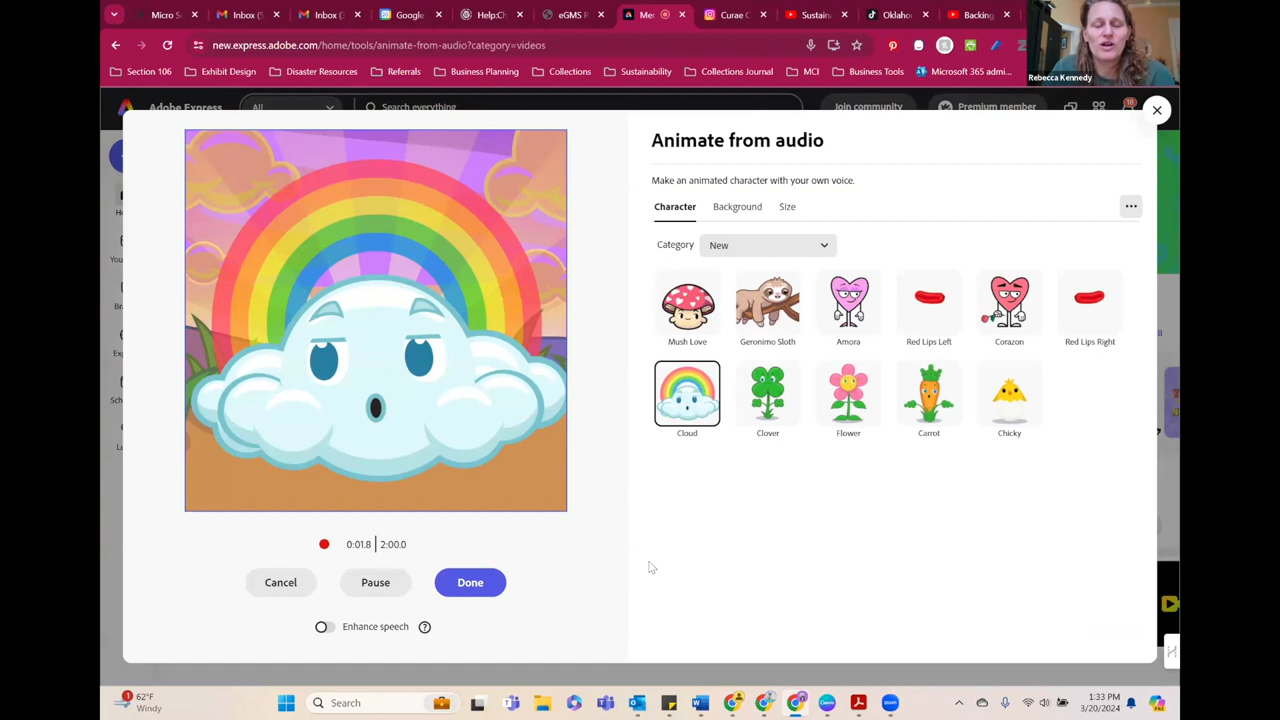 Micro S
Inbox (5
Inbox (1
Google
Help:Ch
eGMS R
Mer
Curae C
Sustain
Oklaho
Backing
new.express.adobe.com/home/tools/animate-from-audio?category=videos
Section 106
Exhibit Design
Disaster Resources
Referrals
Business Planning
Collections
Sustainability
Collections Journal
MCI
Business Tools
Microsoft 365 admi...
Rebecca Kennedy
Adobe Express
All
Search everything
Join community
Premium member
Animate from audio
Make an animated character with your own voice.
Character
Background
Size
Category
New
Mush Love
Geronimo Sloth
Amora
Red Lips Left
Corazon
Red Lips Right
Cloud
Clover
Flower
Carrot
Chicky
0:01.8
2:00.0
Cancel
Pause
Done
Enhance speech
?
62°F
Windy
Search
1:33 PM
3/20/2024